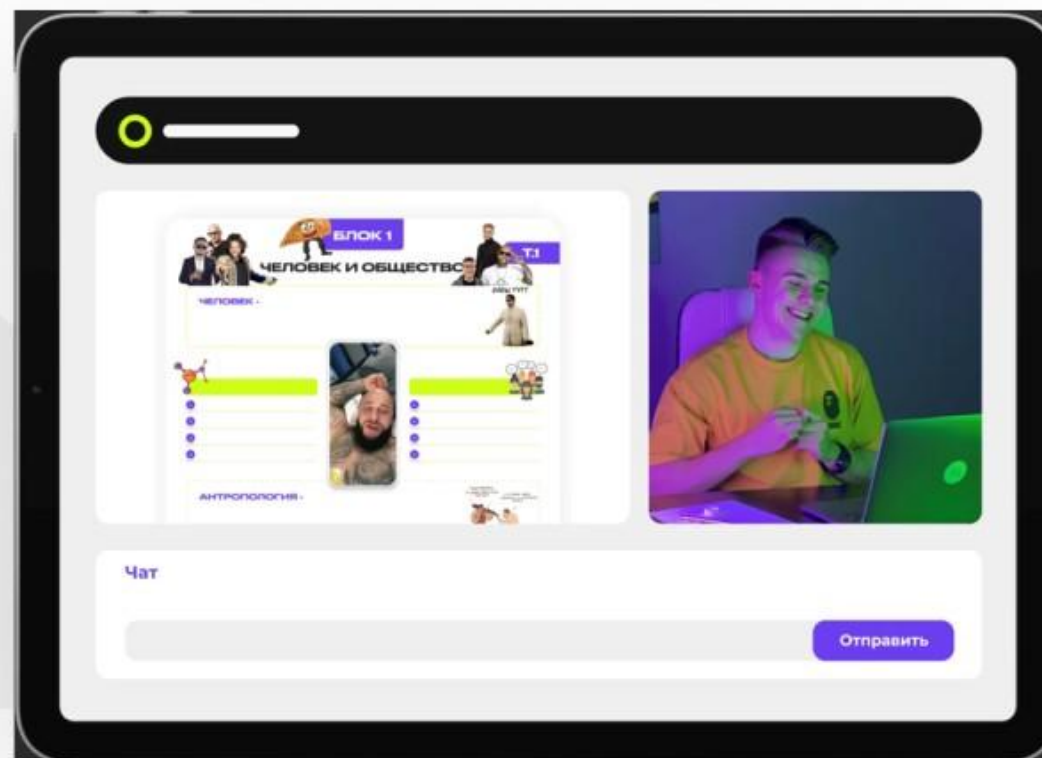 БЛОК 1
Т.1
ЧЕЛОВЕК И ОБЩЕСТВО
ЧЕЛОВЕК -
АНТРОПОЛОГИЯ -
Чат
Отправить